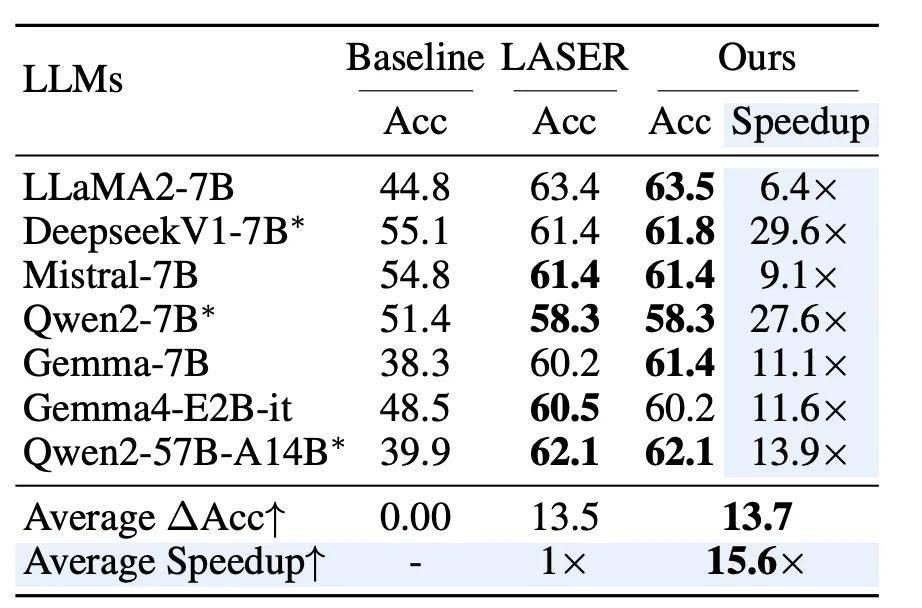 LLMs Baseline LASER Ours
Acc Acc Acc Speedup
LLaMA2-7B 44.8 63.4 63.5 6.4×
DeepseekV1-7B* 55.1 61.4 61.8 29.6×
Mistral-7B 54.8 61.4 61.4 9.1×
Qwen2-7B* 51.4 58.3 58.3 27.6×
Gemma-7B 38.3 60.2 61.4 11.1×
Gemma4-E2B-it 48.5 60.5 60.2 11.6×
Qwen2-57B-A14B* 39.9 62.1 62.1 13.9×
Average ΔAcc↑ 0.00 13.5 13.7
Average Speedup↑ - 1× 15.6×